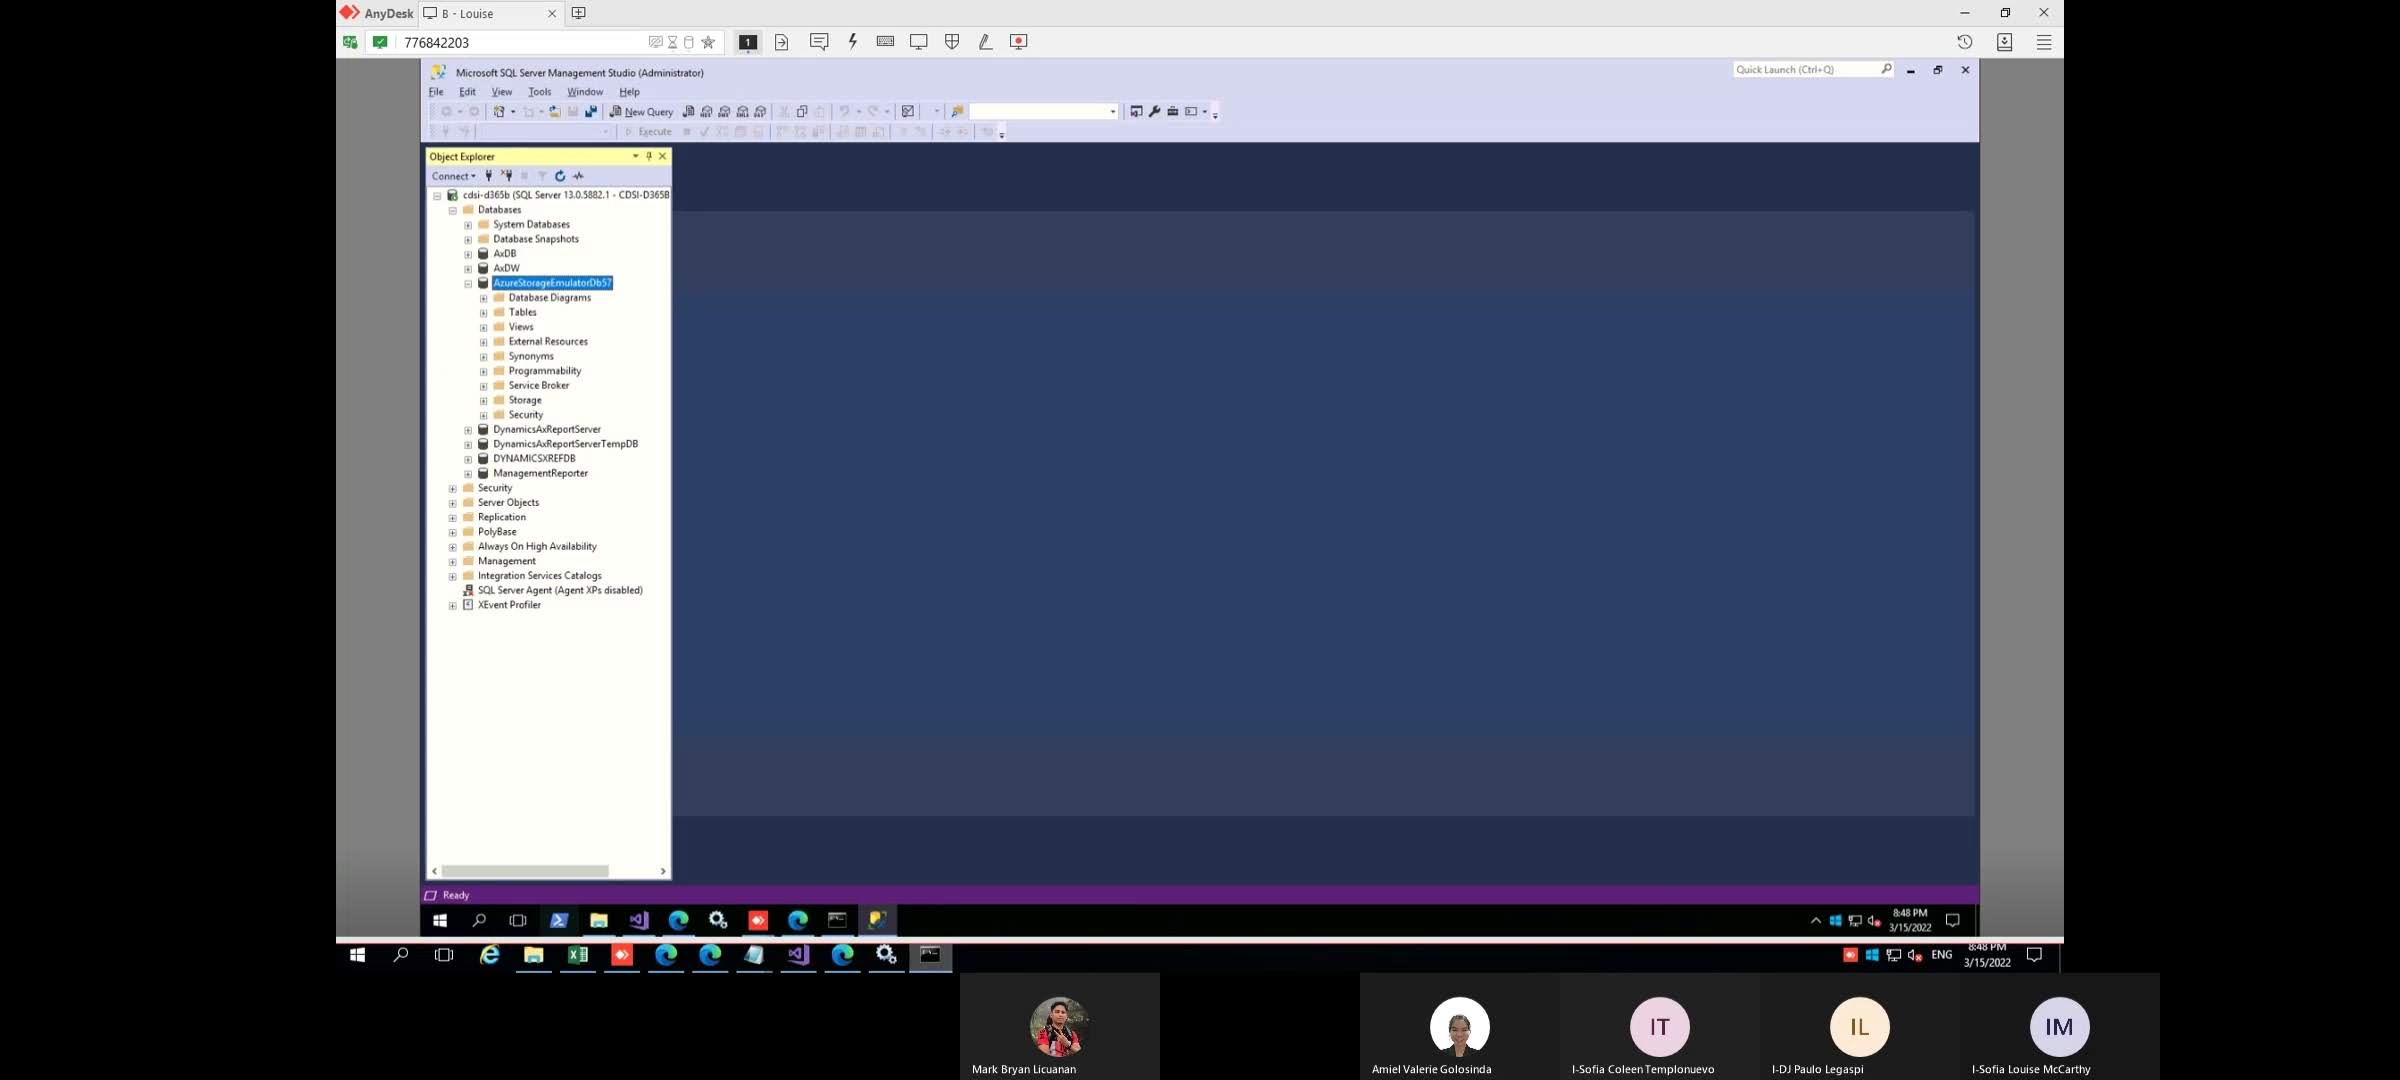 AnyDesk
B - Louise
776842203
1
Microsoft SQL Server Management Studio (Administrator)
Quick Launch (Ctrl+Q)
File Edit View Tools Window Help
New Query
Execute
Object Explorer
Connect
cdsi-d365b (SQL Server 13.0.5882.1 - CDSI-D365B
Databases
System Databases
Database Snapshots
AxDB
AxDW
AzureStorageEmulatorDb57
Database Diagrams
Tables
Views
External Resources
Synonyms
Programmability
Service Broker
Storage
Security
DynamicsAxReportServer
DynamicsAxReportServerTempDB
DYNAMICSXREFDB
ManagementReporter
Security
Server Objects
Replication
PolyBase
Always On High Availability
Management
Integration Services Catalogs
SQL Server Agent (Agent XPs disabled)
XEvent Profiler
Ready
8:48 PM
3/15/2022
ENG
8:48 PM
3/15/2022
IT
IL
IM
Mark Bryan Licuanan
Amiel Valerie Golosinda
I-Sofia Coleen Templonuevo
I-DJ Paulo Legaspi
I-Sofia Louise McCarthy